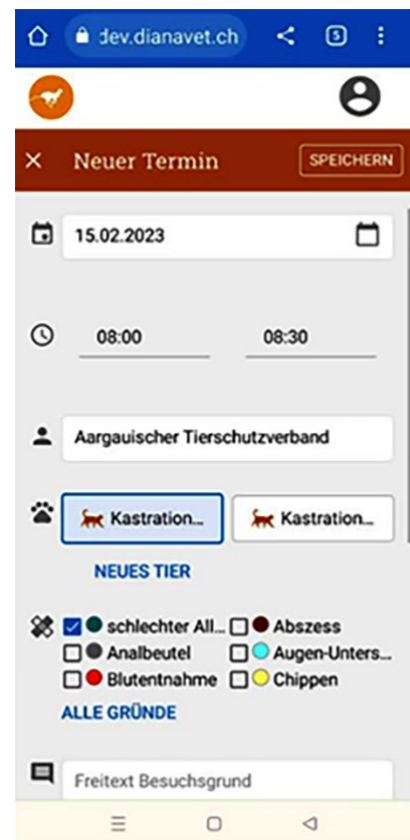 dev.dianavet.ch 5
Neuer Termin SPEICHERN
15.02.2023
08:00 08:30
Aargauischer Tierschutzverband
Kastration... Kastration...
NEUES TIER
schlechter All... Abszess
Analbeutel Augen-Unters...
Blutentnahme Chippen
ALLE GRÜNDE
Freitext Besuchsgrund